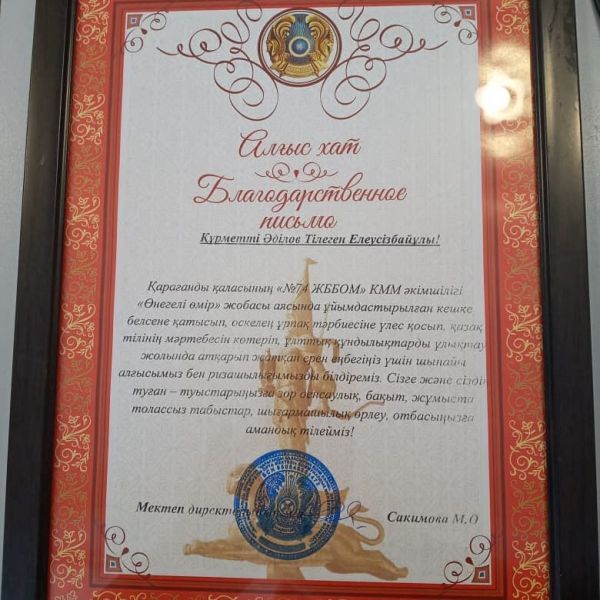 Алғыс хат
Благодарственное
письмо
Құрметті Әділов Тілеген Елеусізбайұлы!
Қарағанды қаласының «№74 ЖББОМ» КММ әкімшілігі
«Өнегелі өмір» жобасы аясында ұйымдастырылған кешке
белсене қатысып, өскелең ұрпақ тәрбиесіне үлес қосып, қазақ
тілінің мәртебесін көтеріп, ұлттық құндылықтарды ұлықтау
жолында атқарып жатқан ерен еңбегіңіз үшін шынайы
алғысымыз бен ризашылығымызды білдіреміз. Сізге және сіздің
туған – туыстарыңызға зор денсаулық, бақыт, жұмыста
толассыз табыстар, шығармашылық өрлеу, отбасыңызға
амандық тілейміз!
Мектеп директоры Сакимова М.О